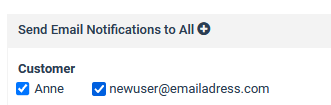 Send Email Notifications to All
Customer
Anne newuser@emailadress.com